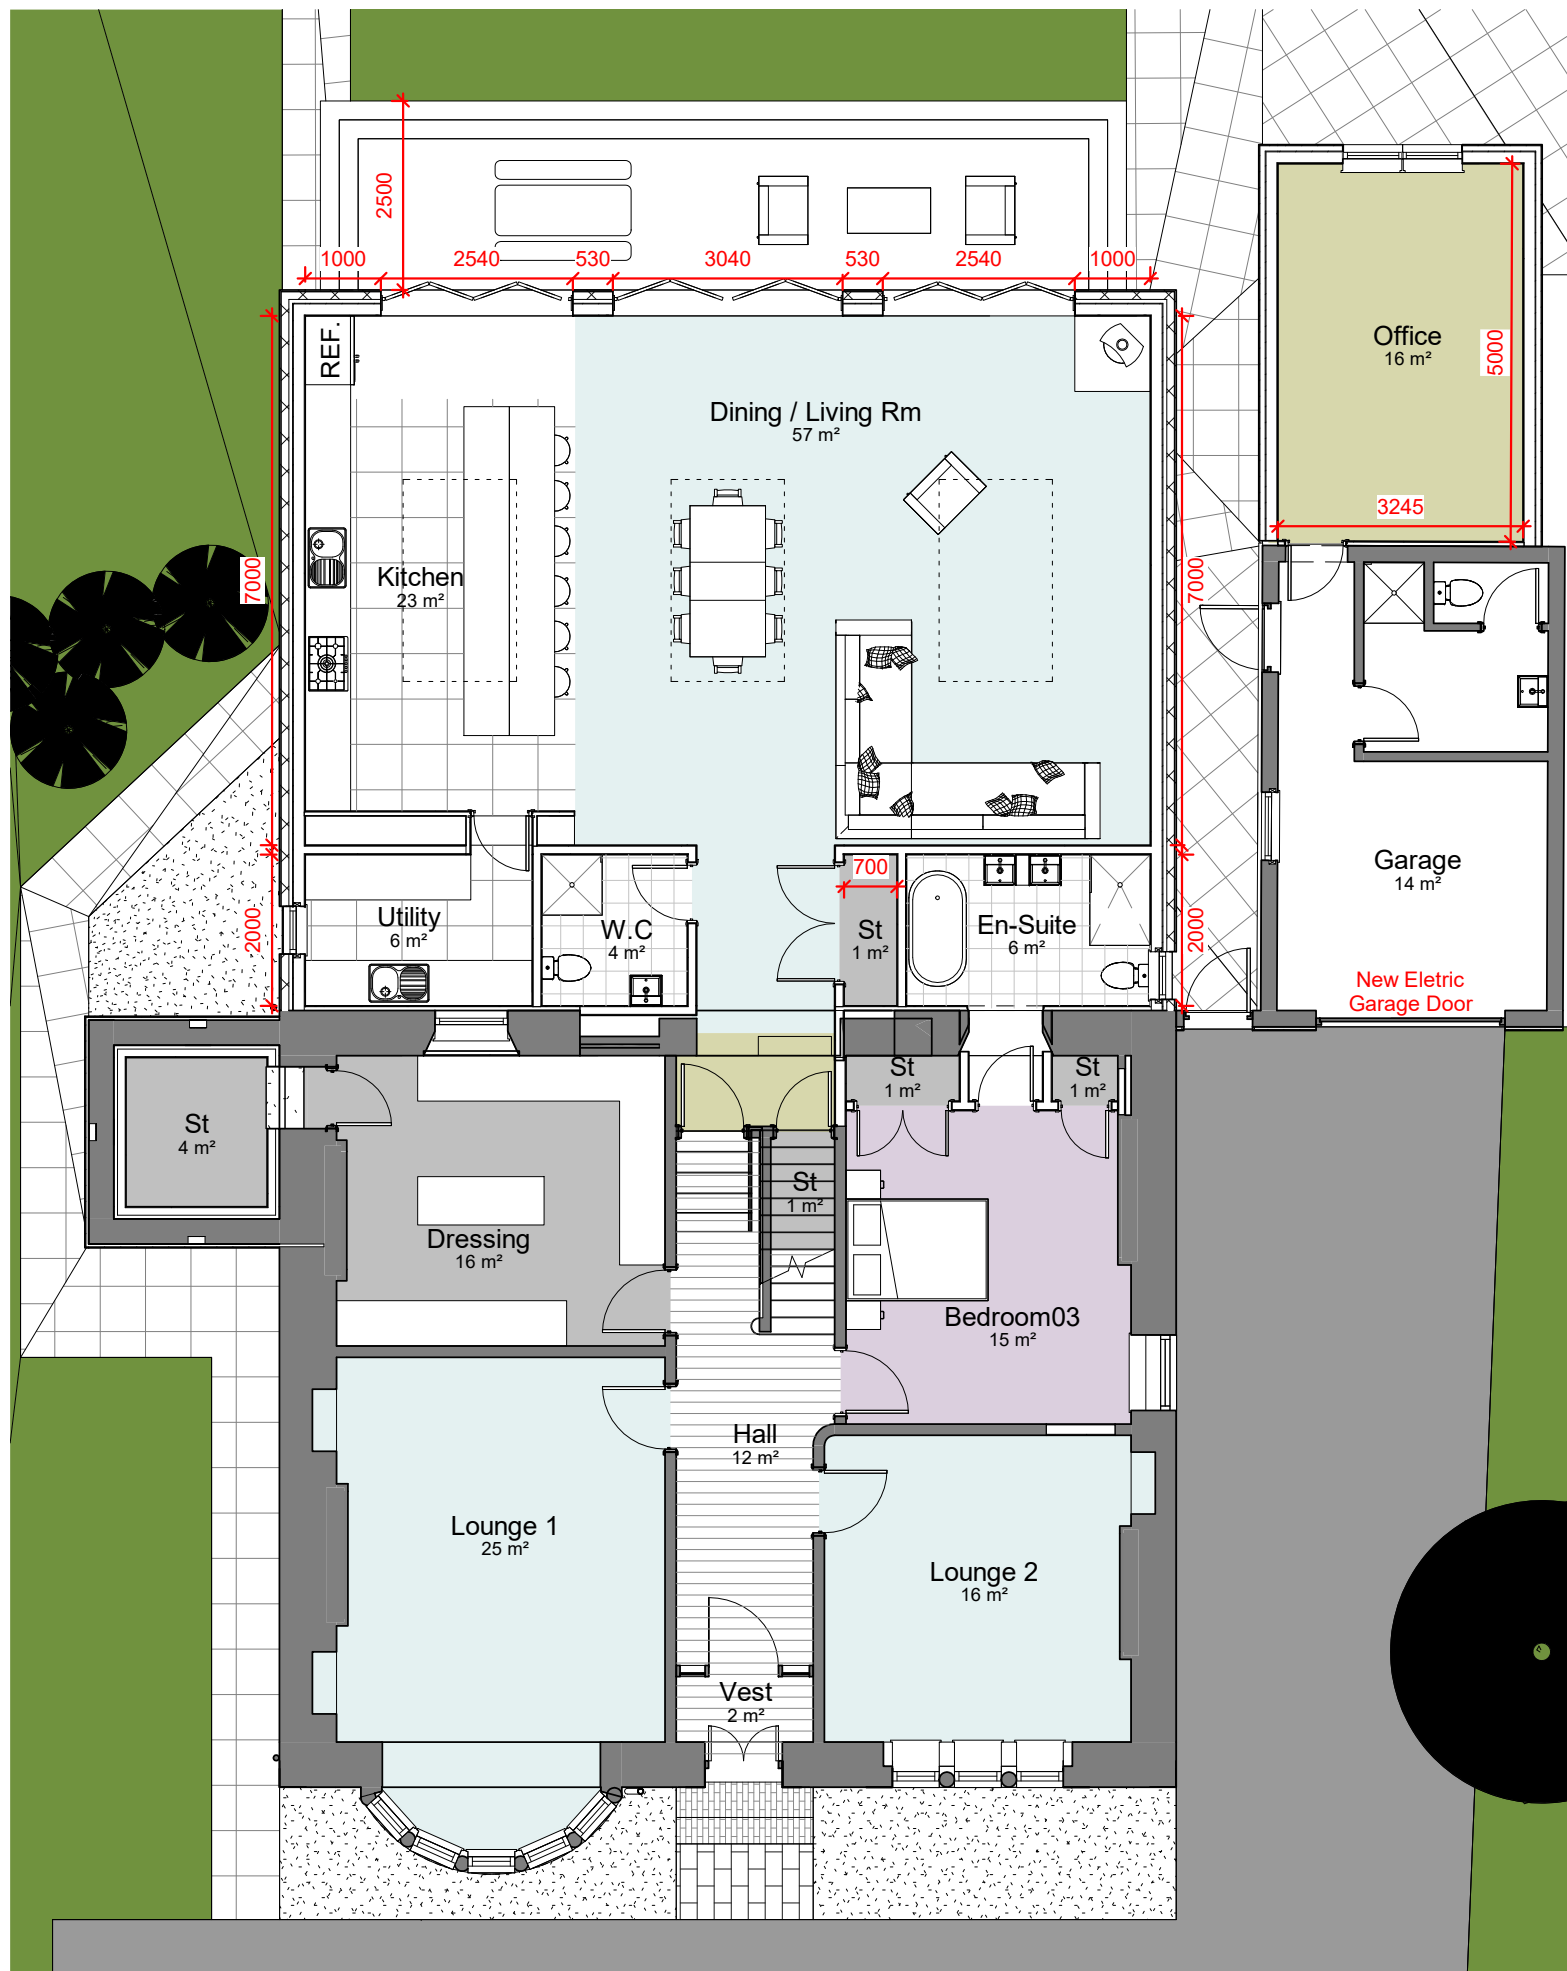 2500
1000
2540
530
3040
530
2540
1000
REF.
Dining / Living Rm
57 m²
Office
16 m²
5000
3245
7000
Kitchen
23 m²
7000
Garage
14 m²
700
2000
Utility
6 m²
W.C
4 m²
St
1 m²
En-Suite
6 m²
2000
New Eletric
Garage Door
St
1 m²
St
1 m²
St
4 m²
St
1 m²
Dressing
16 m²
Bedroom03
15 m²
Hall
12 m²
Lounge 1
25 m²
Lounge 2
16 m²
Vest
2 m²